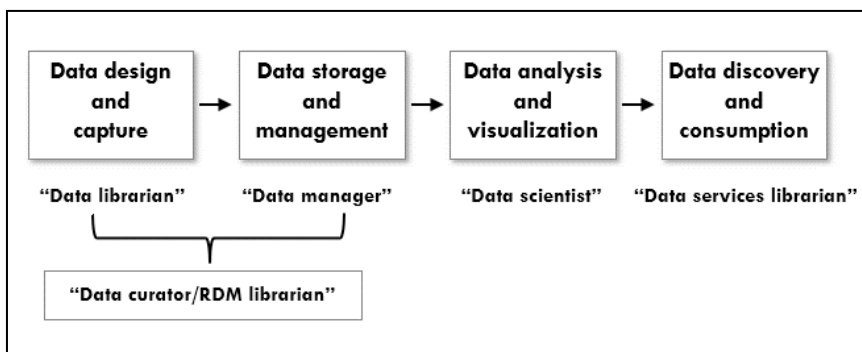 Data design
and
capture
Data storage
and
management
Data analysis
and
visualization
Data discovery
and
consumption
“Data librarian”
“Data manager”
“Data scientist”
“Data services librarian”
“Data curator/RDM librarian”